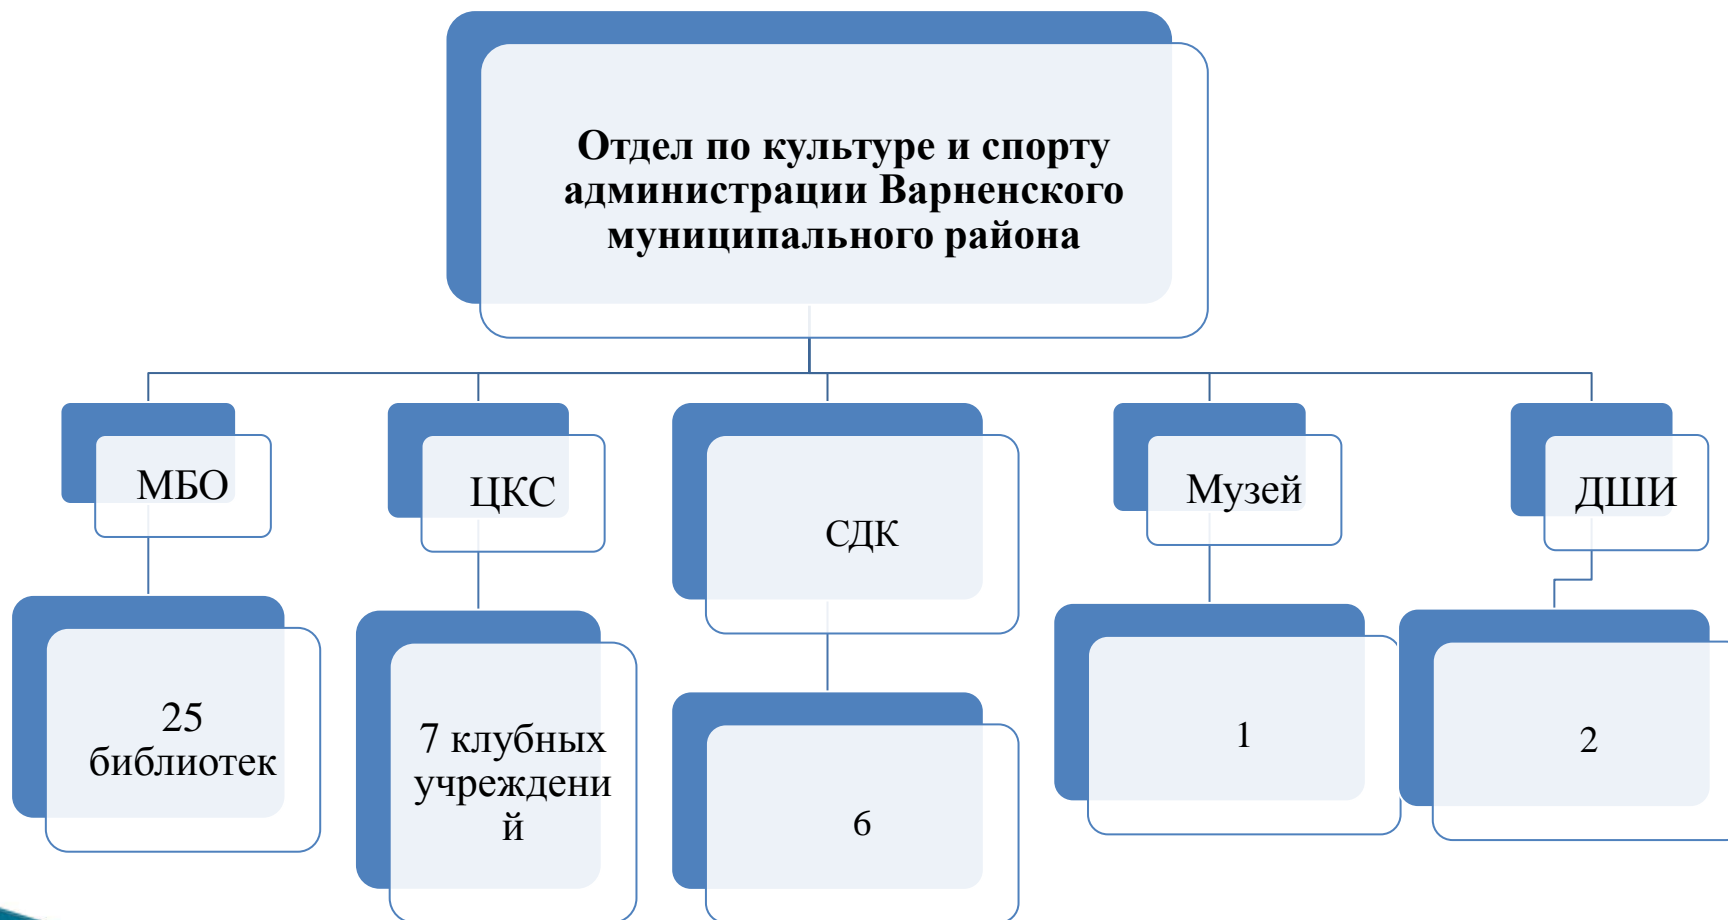 Отдел по культуре и спорту
администрации Варненского
муниципального района
МБО
ЦКС
СДК
Музей
ДШИ
25
библиотек
7 клубных
учреждени
й
6
1
2